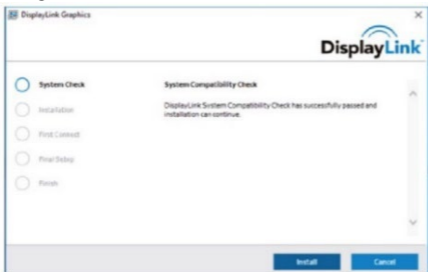 DisplayLink Graphics
DisplayLink
System Check
System Compatibility Check
DisplayLink System Compatibility Check has successfully passed and
installation can continue.
Installation
First Connect
Final Setup
Finish
Install
Cancel